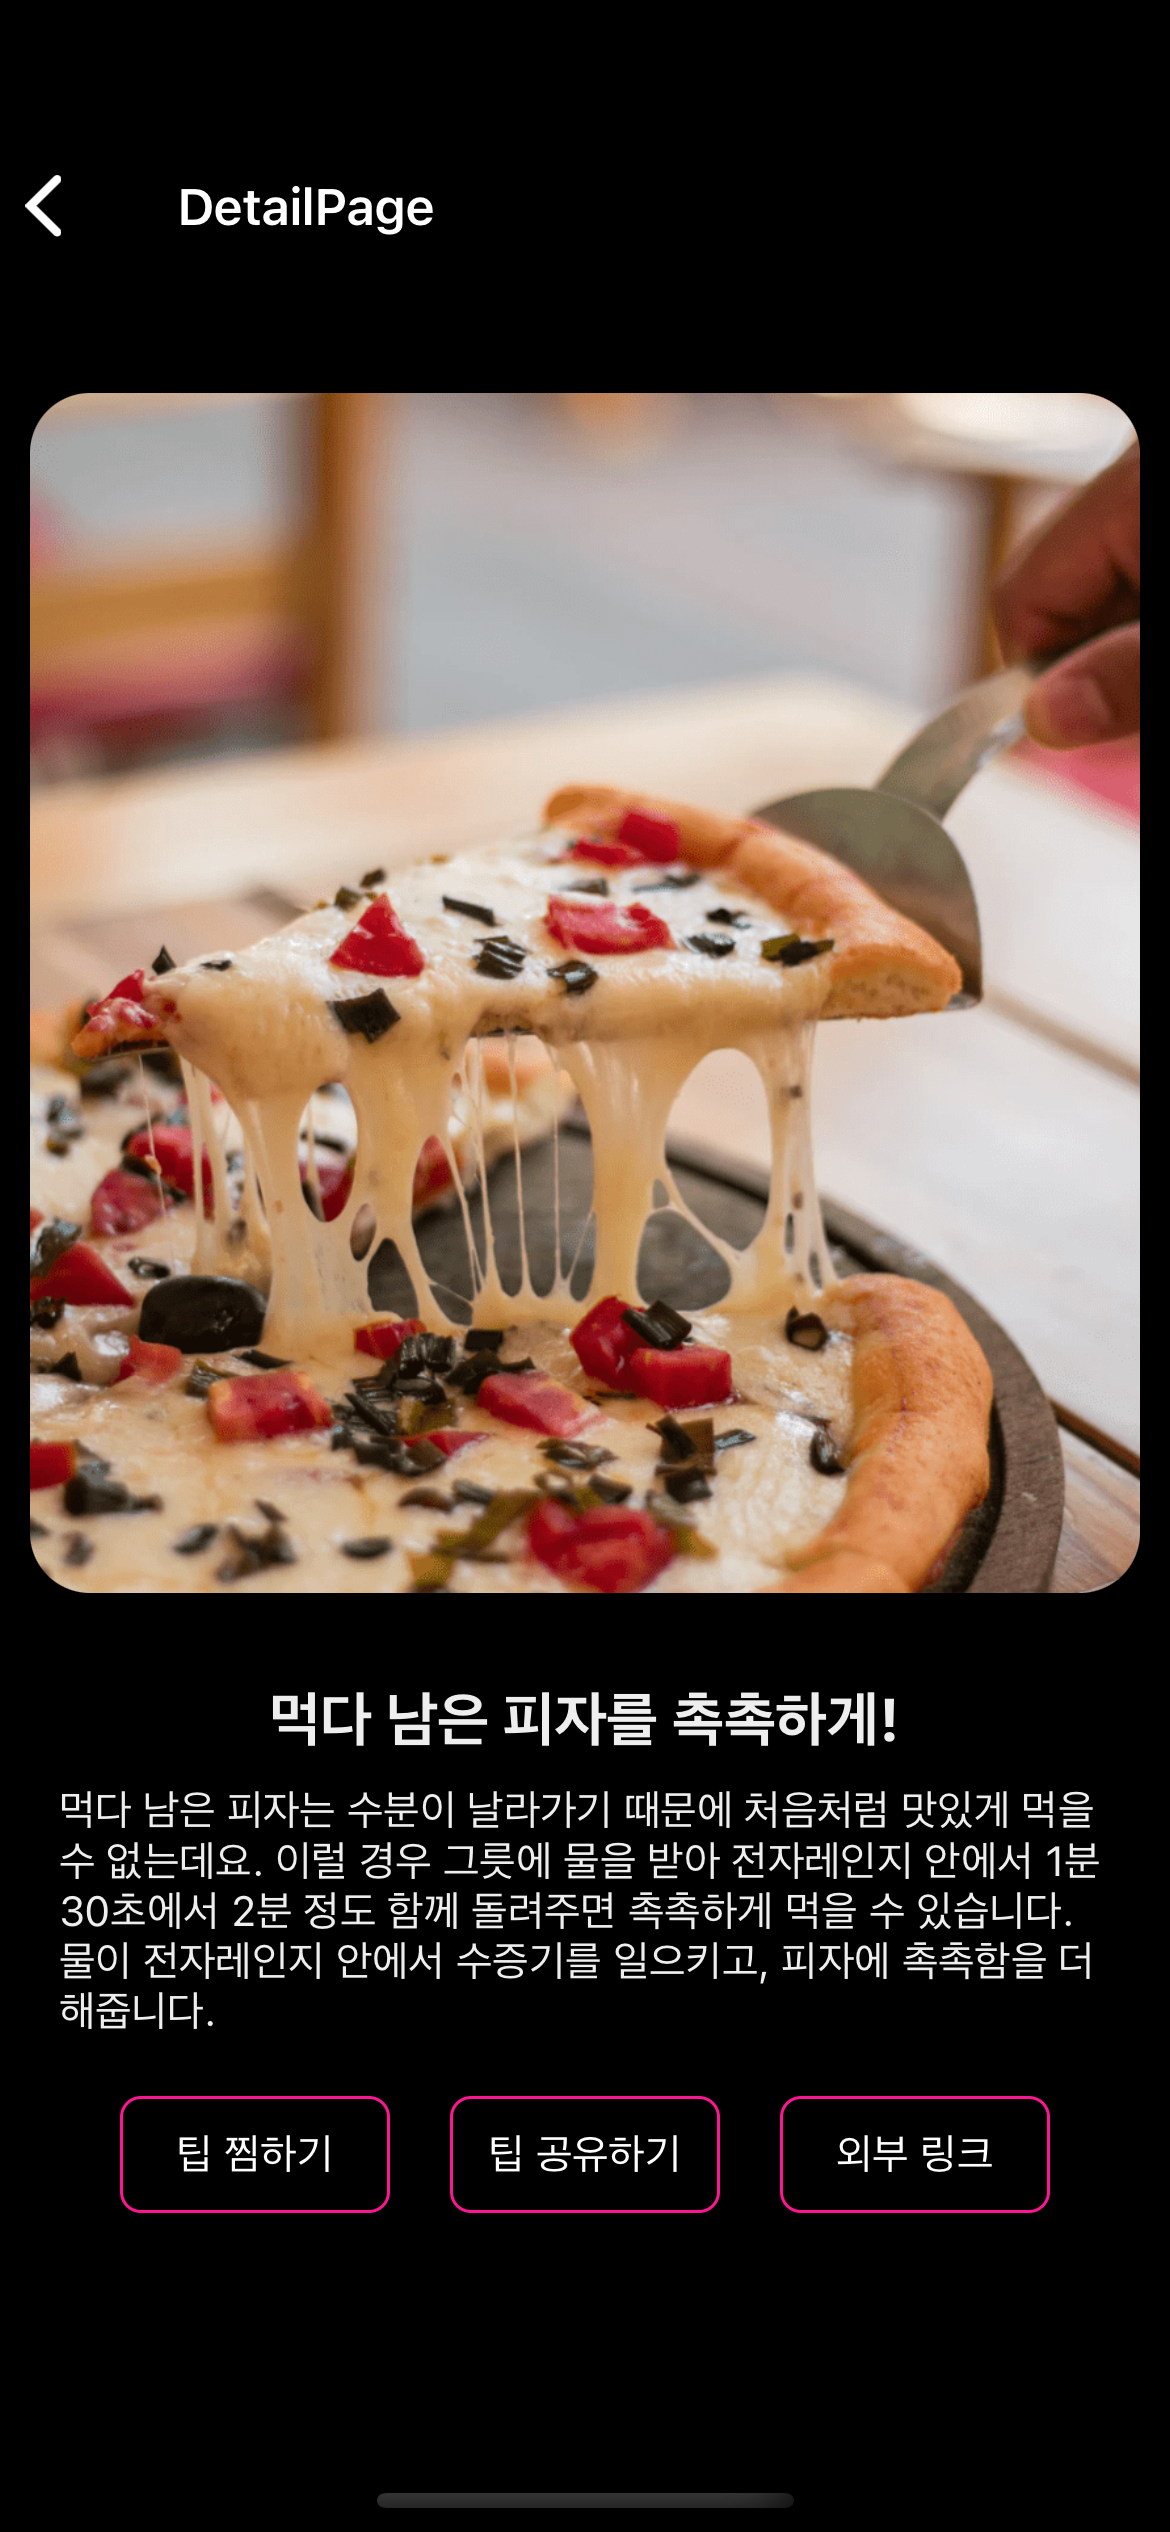 DetailPage
먹다 남은 피자를 촉촉하게!
먹다 남은 피자는 수분이 날라가기 때문에 처음처럼 맛있게 먹을
수 없는데요. 이럴 경우 그릇에 물을 받아 전자레인지 안에서 1분
30초에서 2분 정도 함께 돌려주면 촉촉하게 먹을 수 있습니다.
물이 전자레인지 안에서 수증기를 일으키고, 피자에 촉촉함을 더
해줍니다.
팁 찜하기
팁 공유하기
외부 링크